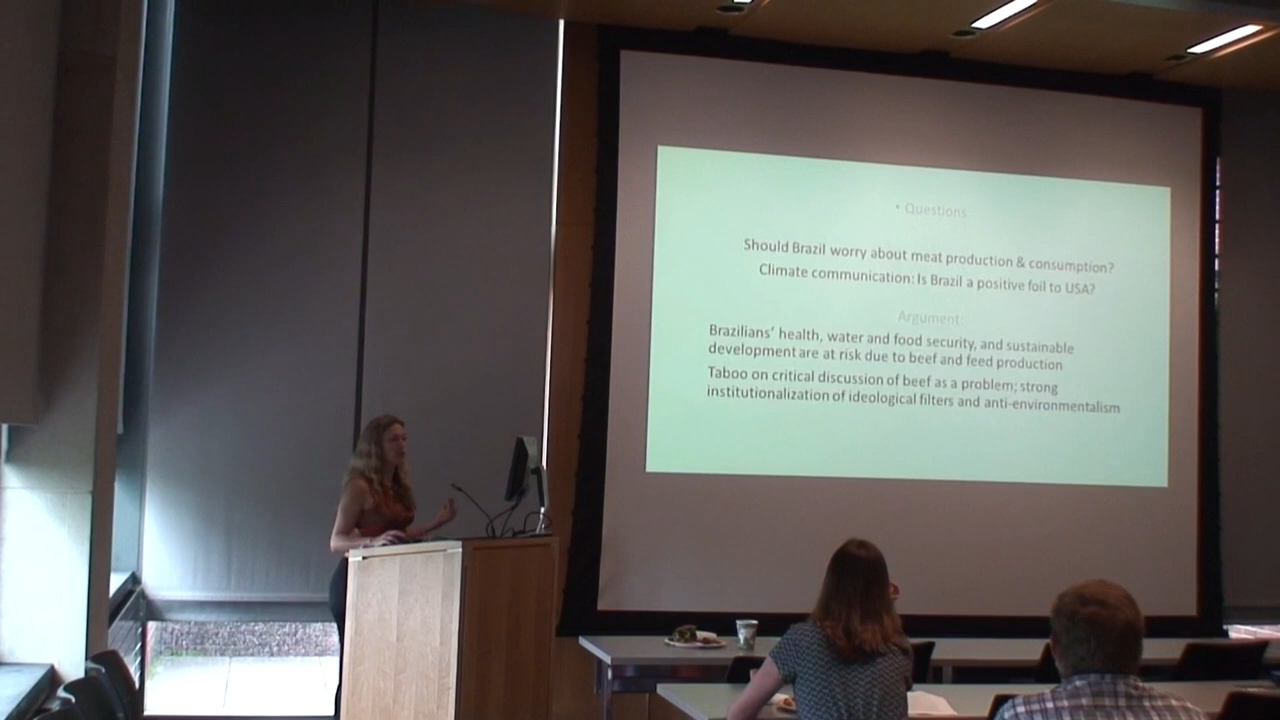 • Questions:
Should Brazil worry about meat production & consumption?
Climate communication: Is Brazil a positive foil to USA?
Argument:
Brazilians' health, water and food security, and sustainable
development are at risk due to beef and feed production
Taboo on critical discussion of beef as a problem; strong
institutionalization of ideological filters and anti-environmentalism